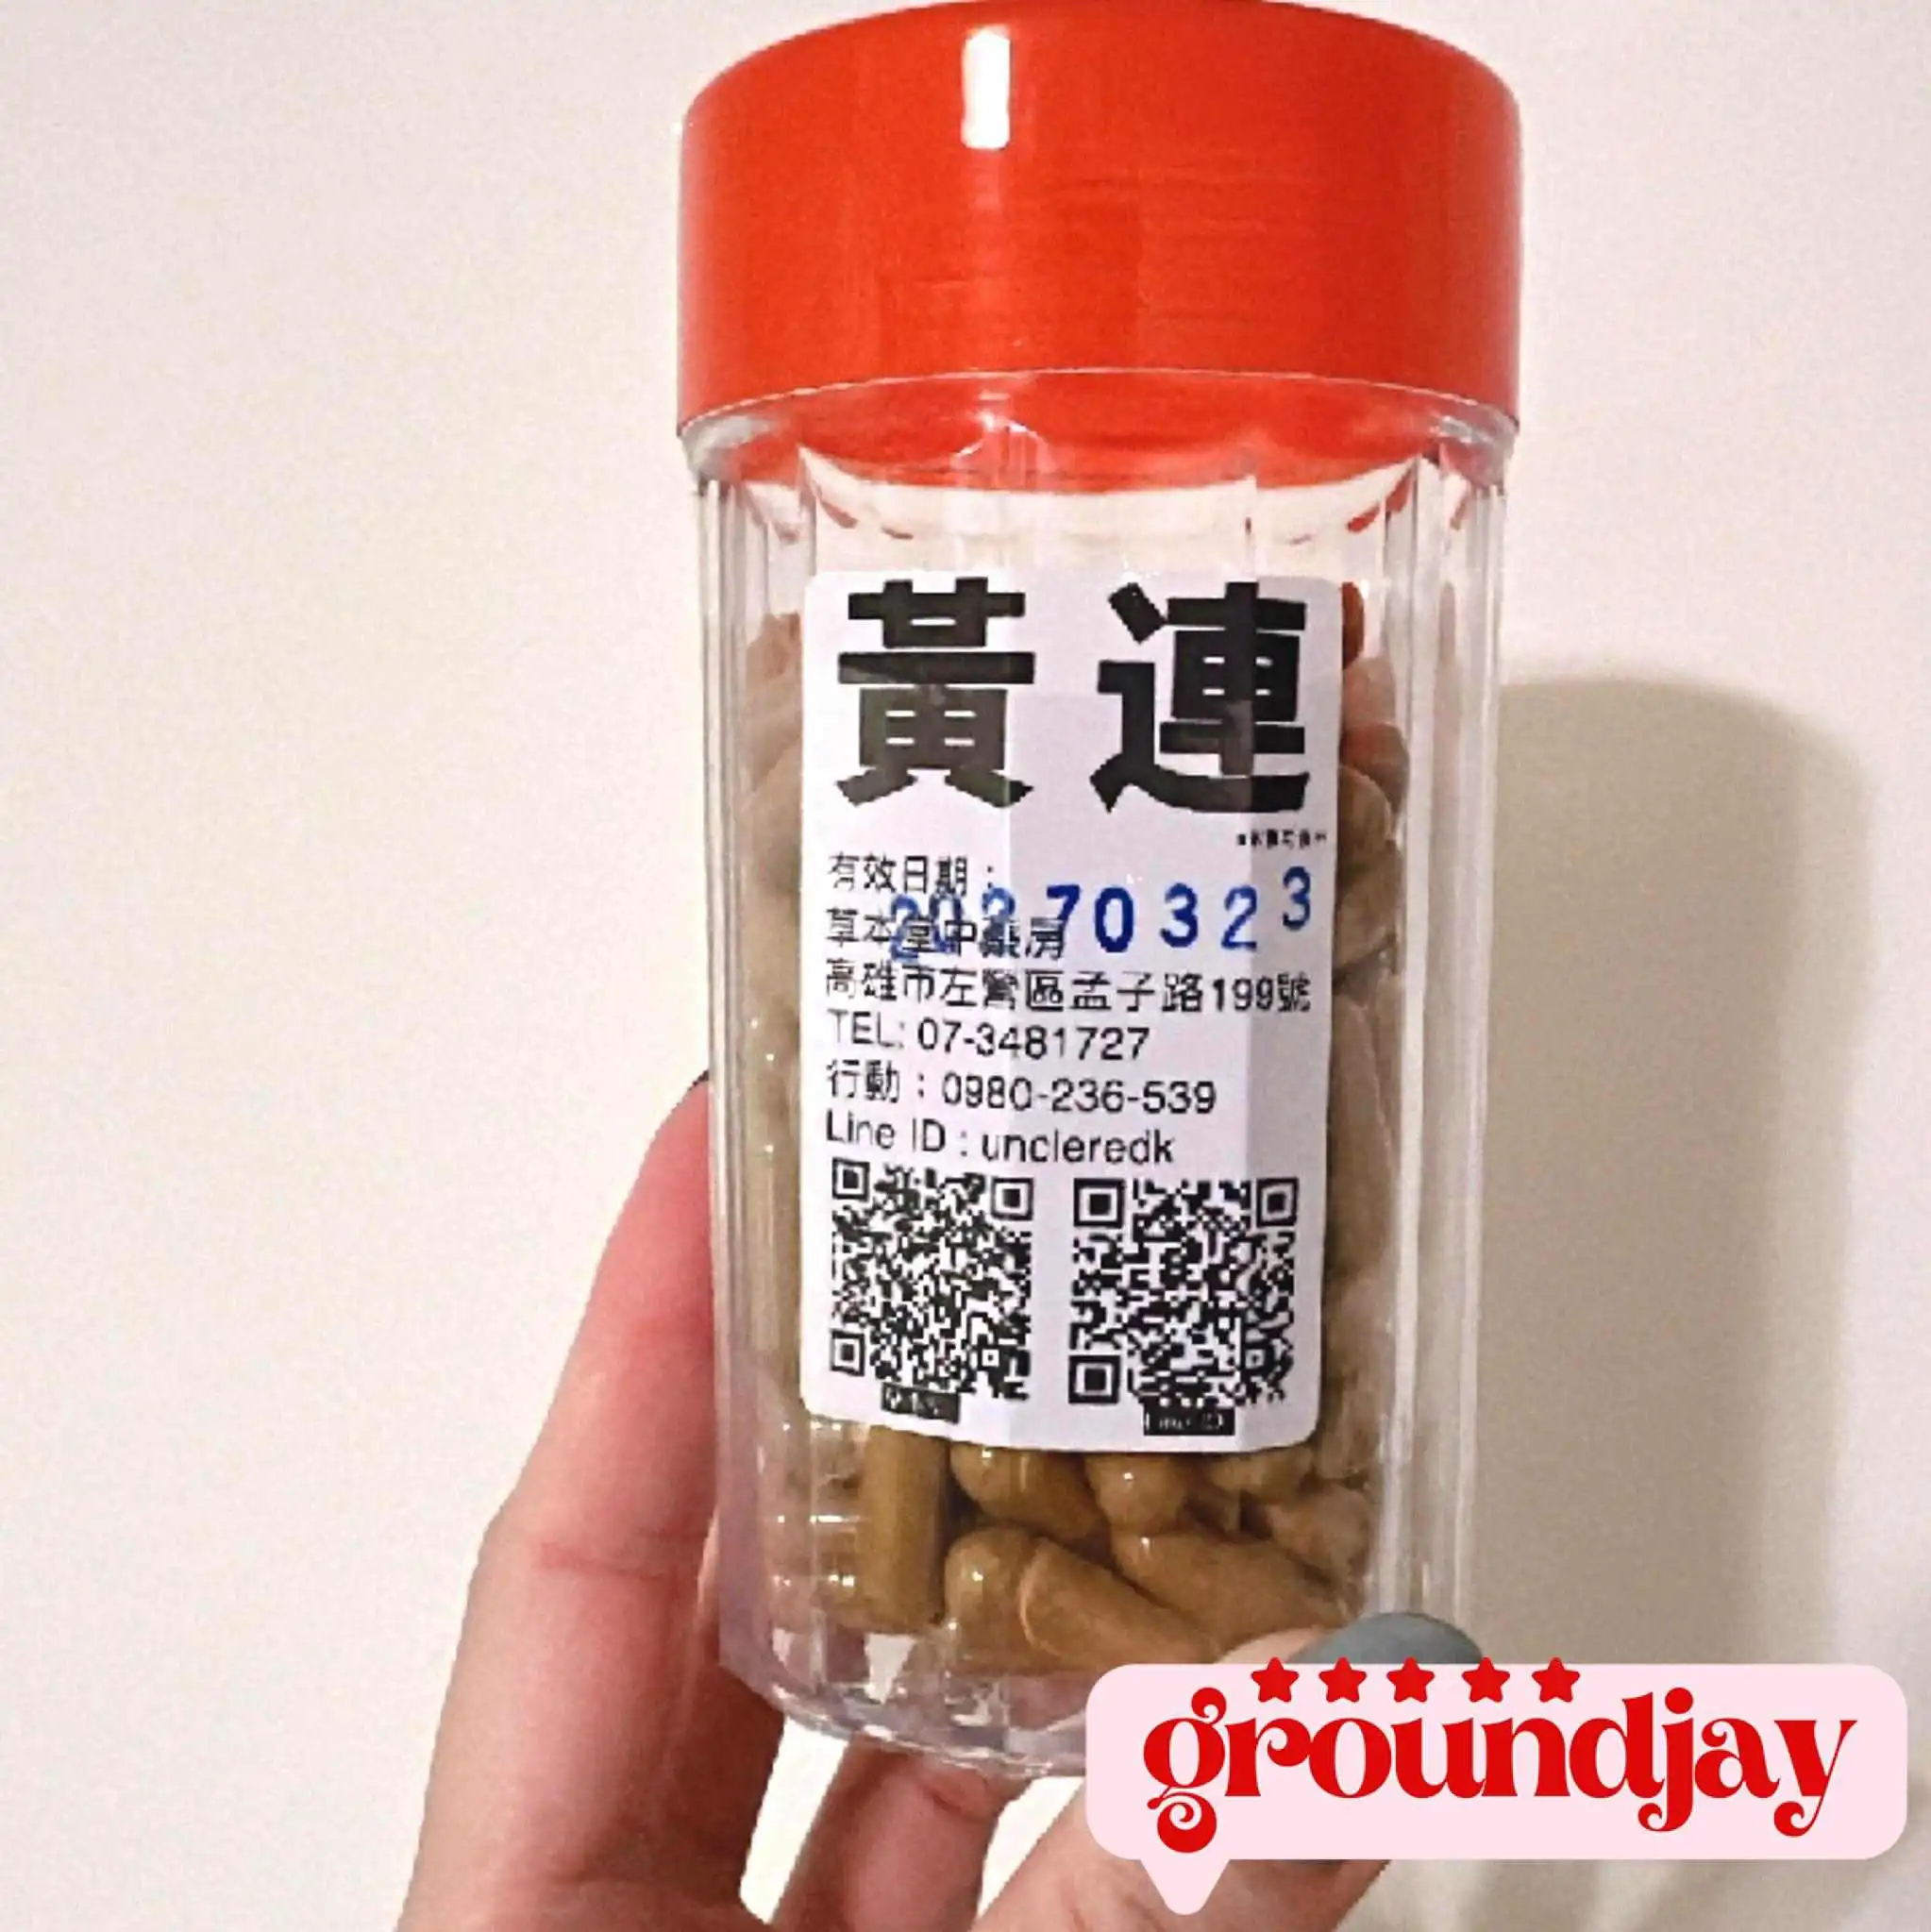 黃連
有效日期：
20270323
草本堂中藥房
高雄市左營區孟子路199號
TEL: 07-3481727
行動：0980-236-539
Line ID : uncleredk
groundjay